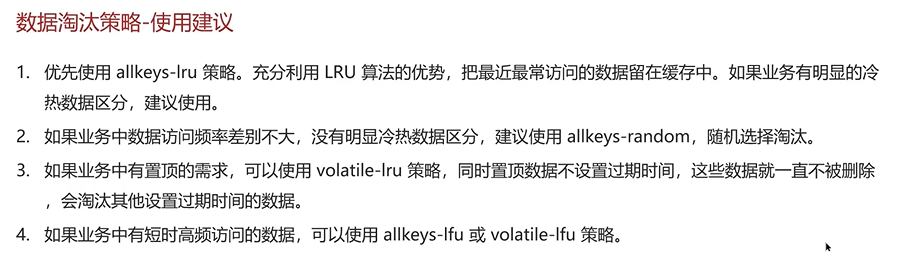 数据淘汰策略-使用建议
1. 优先使用 allkeys-lru 策略。充分利用 LRU 算法的优势，把最近最常访问的数据留在缓存中。如果业务有明显的冷
热数据区分，建议使用。
2. 如果业务中数据访问频率差别不大，没有明显冷热数据区分，建议使用 allkeys-random，随机选择淘汰。
3. 如果业务中有置顶的需求，可以使用 volatile-lru 策略，同时置顶数据不设置过期时间，这些数据就一直不被删除
，会淘汰其他设置过期时间的数据。
4. 如果业务中有短时高频访问的数据，可以使用 allkeys-lfu 或 volatile-lfu 策略。